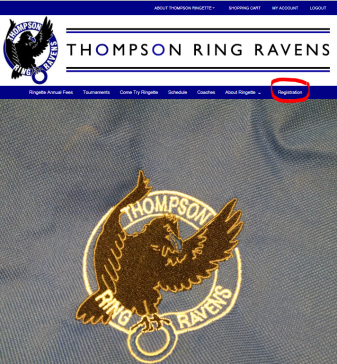 ABOUT THOMPSON RINGETTE SHOPPING CART MY ACCOUNT LOGOUT
THOMPSON
RING RAVENS
THOMPSON RING RAVENS
Ringette Annual Fees Tournaments Come Try Ringette Schedule Coaches About Ringette Registration
THOMPSON
RING RAVENS